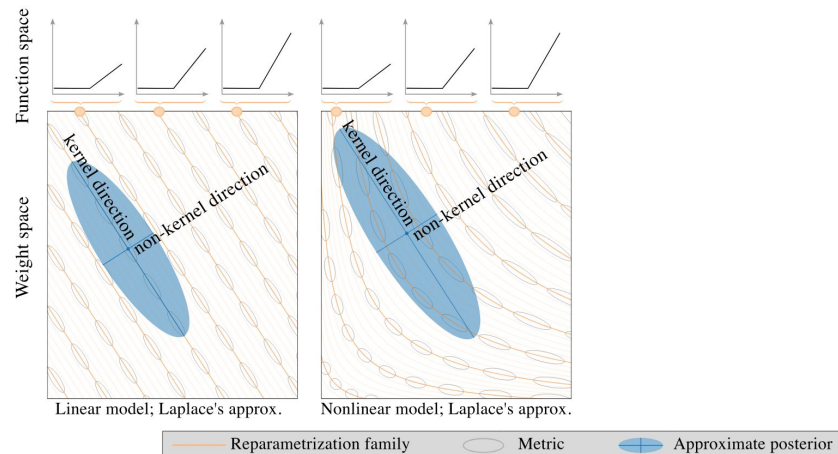 Function space
Weight space
kernel direction
non-kernel direction
kernel direction
non-kernel direction
Linear model; Laplace's approx.
Nonlinear model; Laplace's approx.
Reparametrization family
Metric
Approximate posterior